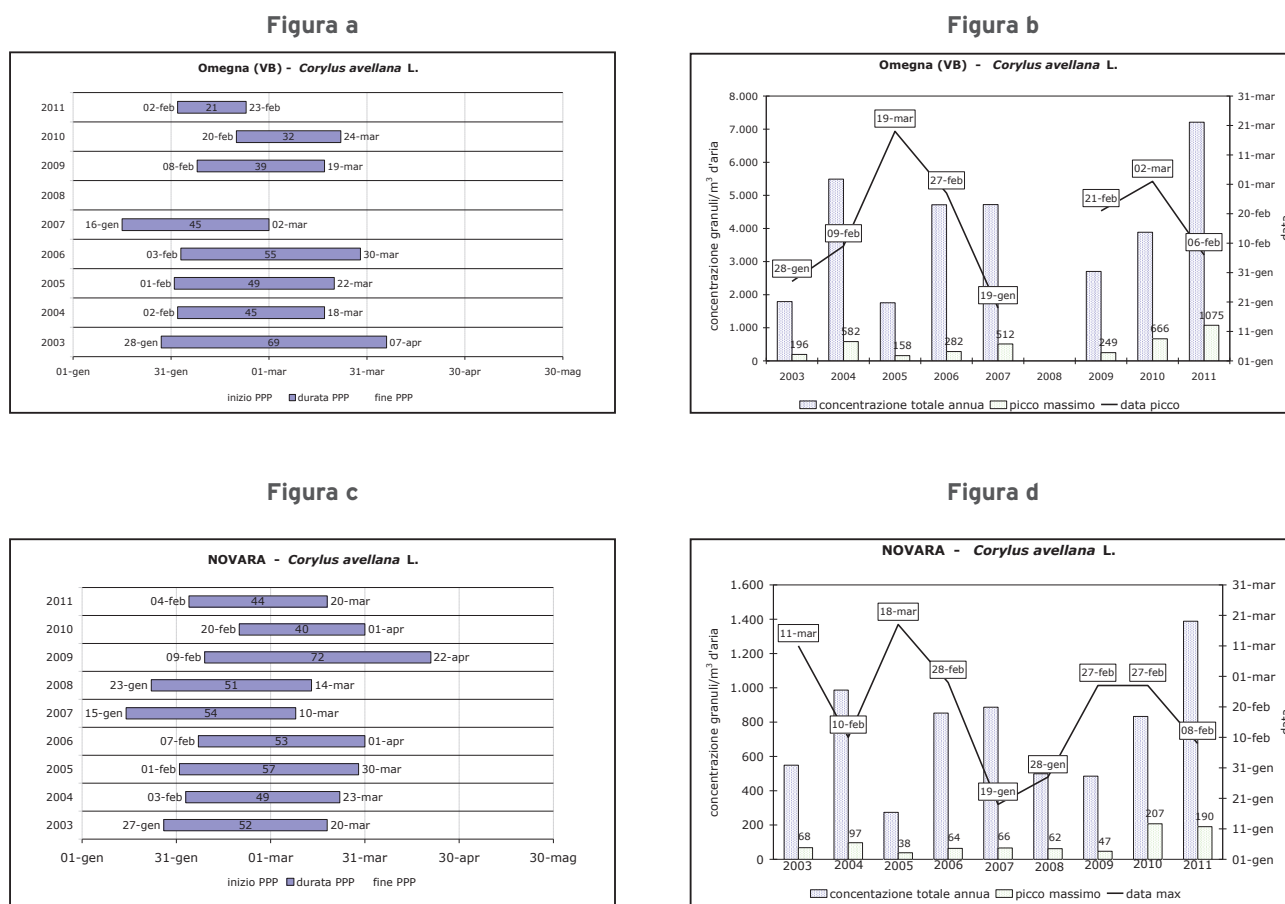 Figura a
Omegna (VB) - Corylus avellana L.
2011 02-feb 21 23-feb
2010 20-feb 32 24-mar
2009 08-feb 39 19-mar
2008
2007 16-gen 45 02-mar
2006 03-feb 55 30-mar
2005 01-feb 49 22-mar
2004 02-feb 45 18-mar
2003 28-gen 69 07-apr
01-gen 31-gen 01-mar 31-mar 30-apr 30-mag
inizio PPP durata PPP fine PPP
Figura b
Omegna (VB) - Corylus avellana L.
concentrazione granuli/m³ d'aria
8.000
7.000
6.000
5.000
4.000
3.000
2.000
1.000
0
28-gen
09-feb
19-mar
27-feb
19-gen
21-feb
02-mar
06-feb
196
582
158
282
512
249
666
1075
31-mar
21-mar
11-mar
01-mar
20-feb
10-feb
31-gen
21-gen
11-gen
01-gen
data
2003 2004 2005 2006 2007 2008 2009 2010 2011
concentrazione totale annua picco massimo data picco
Figura c
NOVARA - Corylus avellana L.
2011 04-feb 44 20-mar
2010 20-feb 40 01-apr
2009 09-feb 72 22-apr
2008 23-gen 51 14-mar
2007 15-gen 54 10-mar
2006 07-feb 53 01-apr
2005 01-feb 57 30-mar
2004 03-feb 49 23-mar
2003 27-gen 52 20-mar
01-gen 31-gen 01-mar 31-mar 30-apr 30-mag
inizio PPP durata PPP fine PPP
Figura d
NOVARA - Corylus avellana L.
concentrazione granuli/m³ d'aria
1.600
1.400
1.200
1.000
800
600
400
200
0
11-mar
10-feb
18-mar
28-feb
19-gen
28-gen
27-feb
27-feb
08-feb
68
97
38
64
66
62
47
207
190
31-mar
21-mar
11-mar
01-mar
20-feb
10-feb
31-gen
21-gen
11-gen
01-gen
data
2003 2004 2005 2006 2007 2008 2009 2010 2011
concentazione totale annua picco massimo data max